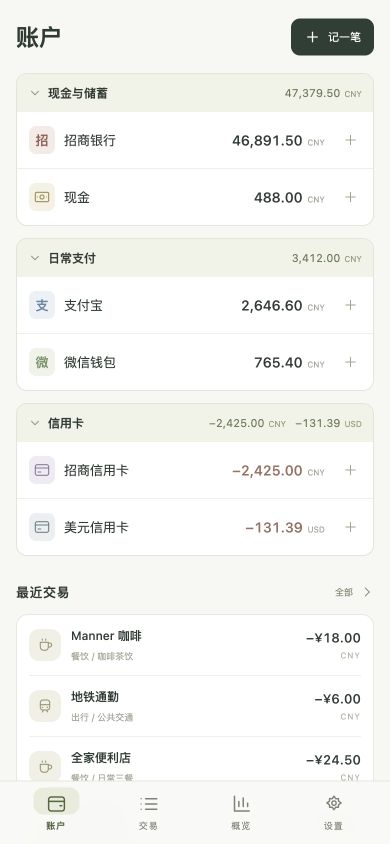 账户
+ 记一笔
现金与储蓄 47,379.50 CNY
招 招商银行 46,891.50 CNY +
现金 488.00 CNY +
日常支付 3,412.00 CNY
支 支付宝 2,646.60 CNY +
微 微信钱包 765.40 CNY +
信用卡 −2,425.00 CNY −131.39 USD
招商信用卡 −2,425.00 CNY +
美元信用卡 −131.39 USD +
最近交易 全部
Manner 咖啡 −¥18.00
餐饮 / 咖啡茶饮 CNY
地铁通勤 −¥6.00
出行 / 公共交通 CNY
全家便利店 −¥24.50
餐饮 / 日常三餐 CNY
账户 交易 概览 设置